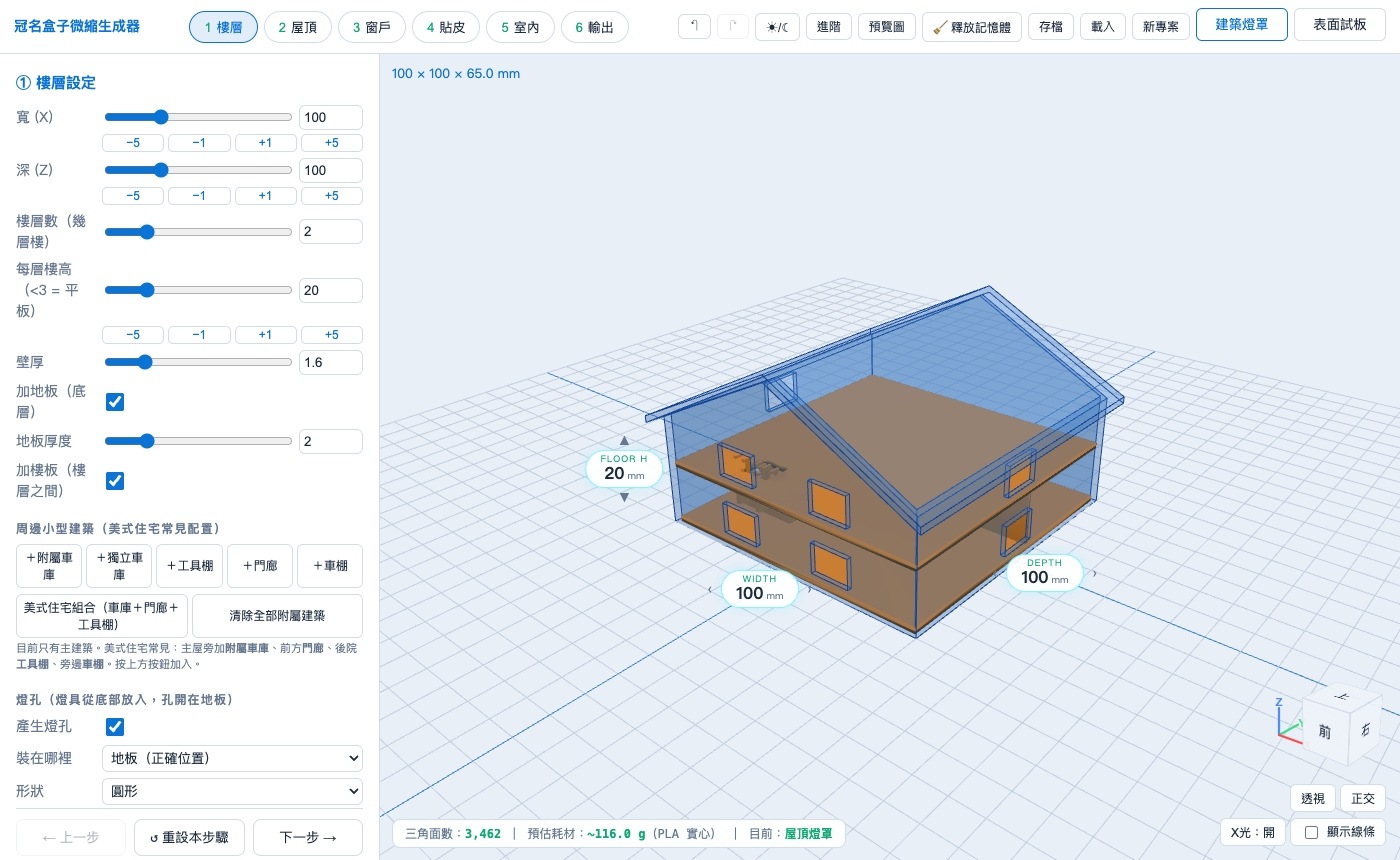 冠名盒子微縮生成器
1 樓層
2 屋頂
3 窗戶
4 貼皮
5 室內
6 輸出
↰
↱
☀/☾
進階
預覽圖
🧹 釋放記憶體
存檔
載入
新專案
建築燈罩
表面試板
① 樓層設定
寬 (X)
100
−5
−1
+1
+5
深 (Z)
100
−5
−1
+1
+5
樓層數（幾
層樓）
2
每層樓高
（<3 = 平
板）
20
−5
−1
+1
+5
壁厚
1.6
加地板（底
層）
地板厚度
2
加樓板（樓
層之間）
周邊小型建築（美式住宅常見配置）
＋附屬車
庫
＋獨立車
庫
＋工具棚
＋門廊
＋車棚
美式住宅組合（車庫＋門廊＋
工具棚）
清除全部附屬建築
目前只有主建築。美式住宅常見：主屋旁加附屬車庫、前方門廊、後院
工具棚、旁邊車棚。按上方按鈕加入。
燈孔（燈具從底部放入，孔開在地板）
產生燈孔
裝在哪裡
地板（正確位置）
形狀
圓形
← 上一步
↺ 重設本步驟
下一步 →
100 × 100 × 65.0 mm
FLOOR H
20 mm
WIDTH
100 mm
DEPTH
100 mm
Z
上
前
右
透視
正交
X光：開
顯示線條
三角面數：3,462 | 預估耗材：~116.0 g (PLA 實心) | 目前：屋頂燈罩